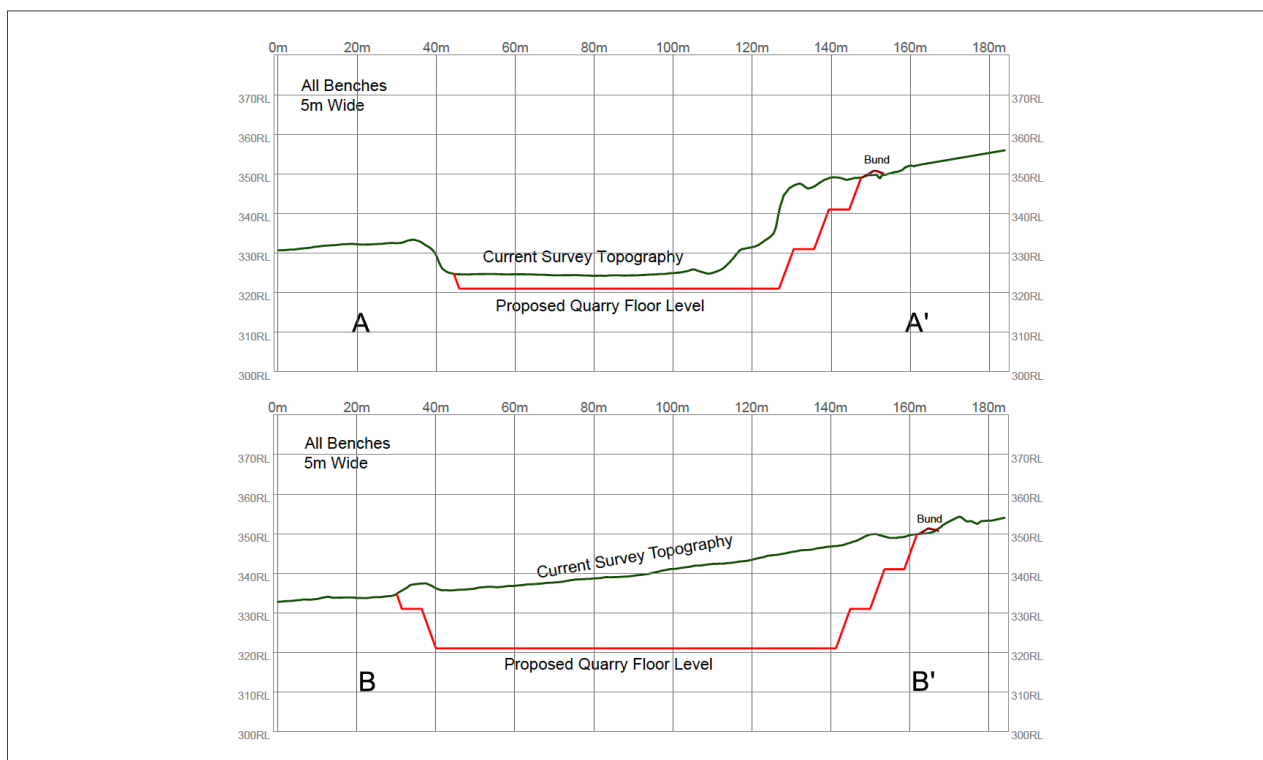 0m 20m 40m 60m 80m 100m 120m 140m 160m 180m
All Benches
5m Wide
370RL 370RL
360RL 360RL
Bund
350RL 350RL
340RL 340RL
Current Survey Topography
330RL 330RL
320RL 320RL
Proposed Quarry Floor Level
310RL 310RL
A A'
300RL 300RL
0m 20m 40m 60m 80m 100m 120m 140m 160m 180m
All Benches
5m Wide
370RL 370RL
360RL 360RL
Bund
350RL 350RL
Current Survey Topography
340RL 340RL
330RL 330RL
320RL 320RL
Proposed Quarry Floor Level
B B'
310RL 310RL
300RL 300RL